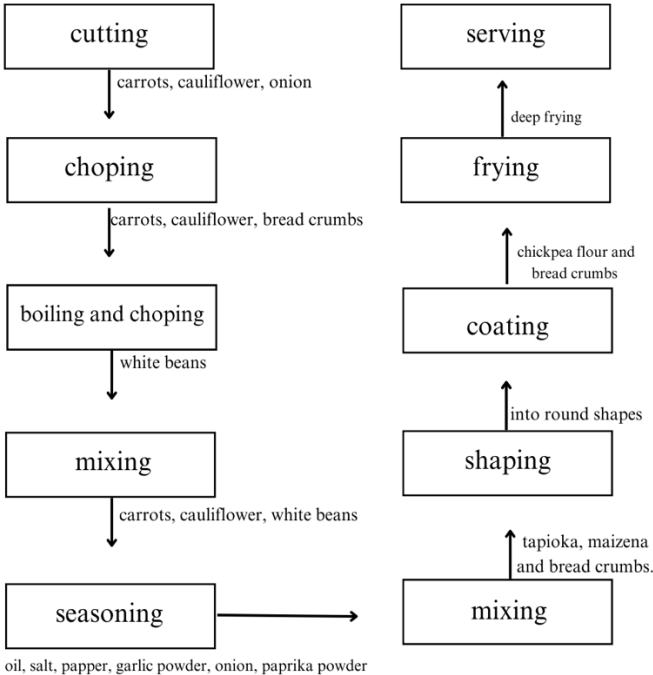 cutting
carrots, cauliflower, onion
choping
carrots, cauliflower, bread crumbs
boiling and choping
white beans
mixing
carrots, cauliflower, white beans
seasoning
oil, salt, papper, garlic powder, onion, paprika powder
mixing
tapioka, maizena
and bread crumbs.
shaping
into round shapes
coating
chickpea flour and
bread crumbs
frying
deep frying
serving